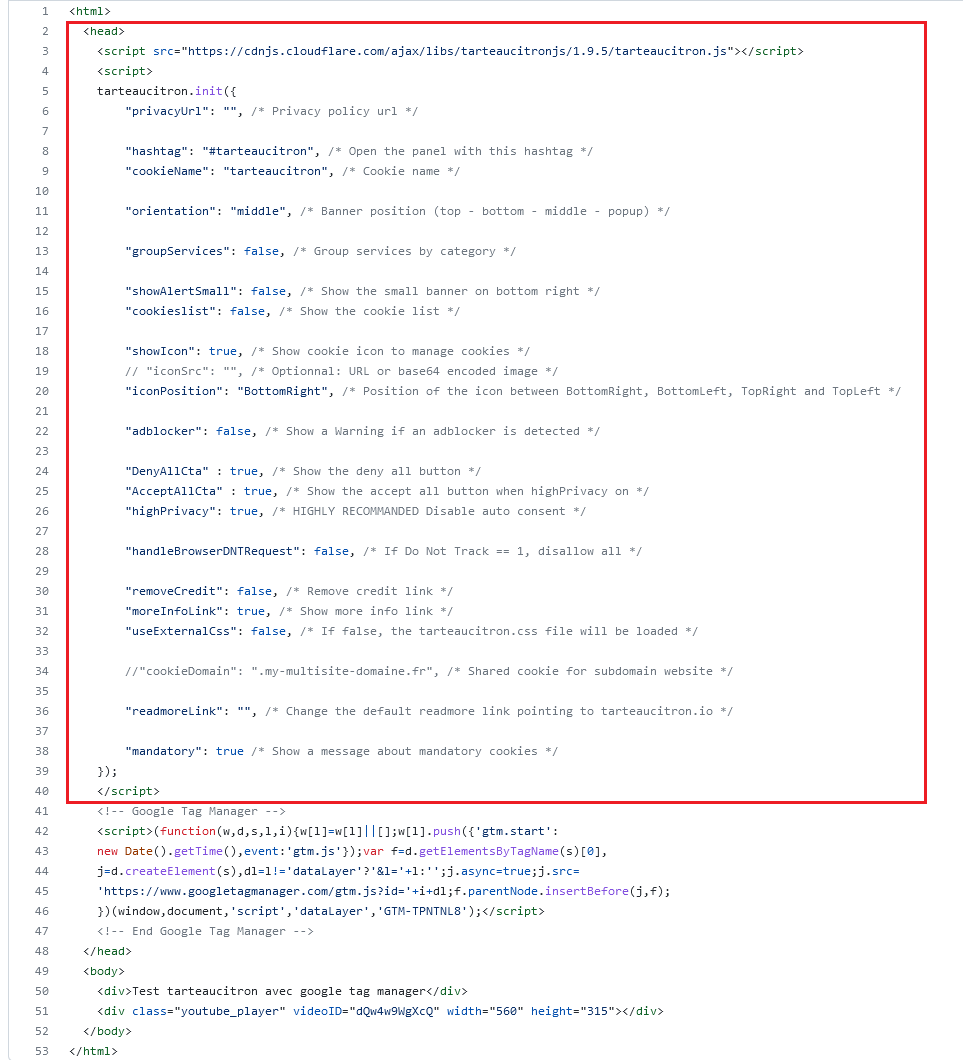 1 <html>
2 <head>
3 <script src="https://cdnjs.cloudflare.com/ajax/libs/tarteaucitronjs/1.9.5/tarteaucitron.js"></script>
4 <script>
5 tarteaucitron.init({
6 "privacyUrl": "", /* Privacy policy url */
7
8 "hashtag": "#tarteaucitron", /* Open the panel with this hashtag */
9 "cookieName": "tarteaucitron", /* Cookie name */
10
11 "orientation": "middle", /* Banner position (top - bottom - middle - popup) */
12
13 "groupServices": false, /* Group services by category */
14
15 "showAlertSmall": false, /* Show the small banner on bottom right */
16 "cookieslist": false, /* Show the cookie list */
17
18 "showIcon": true, /* Show cookie icon to manage cookies */
19 // "iconSrc": "", /* Optionnal: URL or base64 encoded image */
20 "iconPosition": "BottomRight", /* Position of the icon between BottomRight, BottomLeft, TopRight and TopLeft */
21
22 "adblocker": false, /* Show a Warning if an adblocker is detected */
23
24 "DenyAllCta" : true, /* Show the deny all button */
25 "AcceptAllCta" : true, /* Show the accept all button when highPrivacy on */
26 "highPrivacy": true, /* HIGHLY RECOMMANDED Disable auto consent */
27
28 "handleBrowserDNTRequest": false, /* If Do Not Track == 1, disallow all */
29
30 "removeCredit": false, /* Remove credit link */
31 "moreInfoLink": true, /* Show more info link */
32 "useExternalCss": false, /* If false, the tarteaucitron.css file will be loaded */
33
34 //"cookieDomain": ".my-multisite-domaine.fr", /* Shared cookie for subdomain website */
35
36 "readmoreLink": "", /* Change the default readmore link pointing to tarteaucitron.io */
37
38 "mandatory": true /* Show a message about mandatory cookies */
39 });
40 </script>
41 <!-- Google Tag Manager -->
42 <script>(function(w,d,s,l,i){w[l]=w[l]||[];w[l].push({'gtm.start':
43 new Date().getTime(),event:'gtm.js'});var f=d.getElementsByTagName(s)[0],
44 j=d.createElement(s),dl=l!='dataLayer'?'&l='+l:'';j.async=true;j.src=
45 'https://www.googletagmanager.com/gtm.js?id='+i+dl;f.parentNode.insertBefore(j,f);
46 })(window,document,'script','dataLayer','GTM-TPNTNL8');</script>
47 <!-- End Google Tag Manager -->
48 </head>
49 <body>
50 <div>Test tarteaucitron avec google tag manager</div>
51 <div class="youtube_player" videoID="dQw4w9WgXcQ" width="560" height="315"></div>
52 </body>
53 </html>